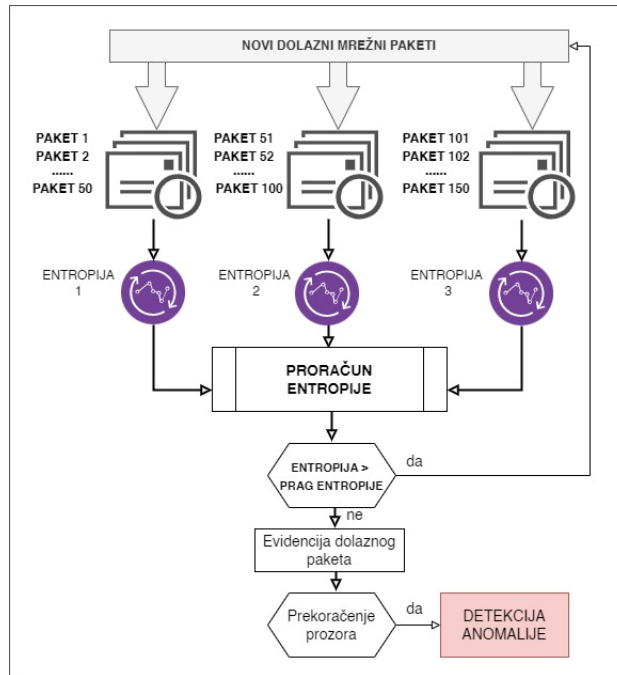 NOVI DOLAZNI MREŽNI PAKETI
PAKET 1
PAKET 2
......
PAKET 50
PAKET 51
PAKET 52
......
PAKET 100
PAKET 101
PAKET 102
......
PAKET 150
ENTROPIJA
1
ENTROPIJA
2
ENTROPIJA
3
PRORAČUN
ENTROPIJE
ENTROPIJA >
PRAG ENTROPIJE
da
ne
Evidencija dolaznog
paketa
Prekoračenje
prozora
da
DETEKCIJA
ANOMALIJE